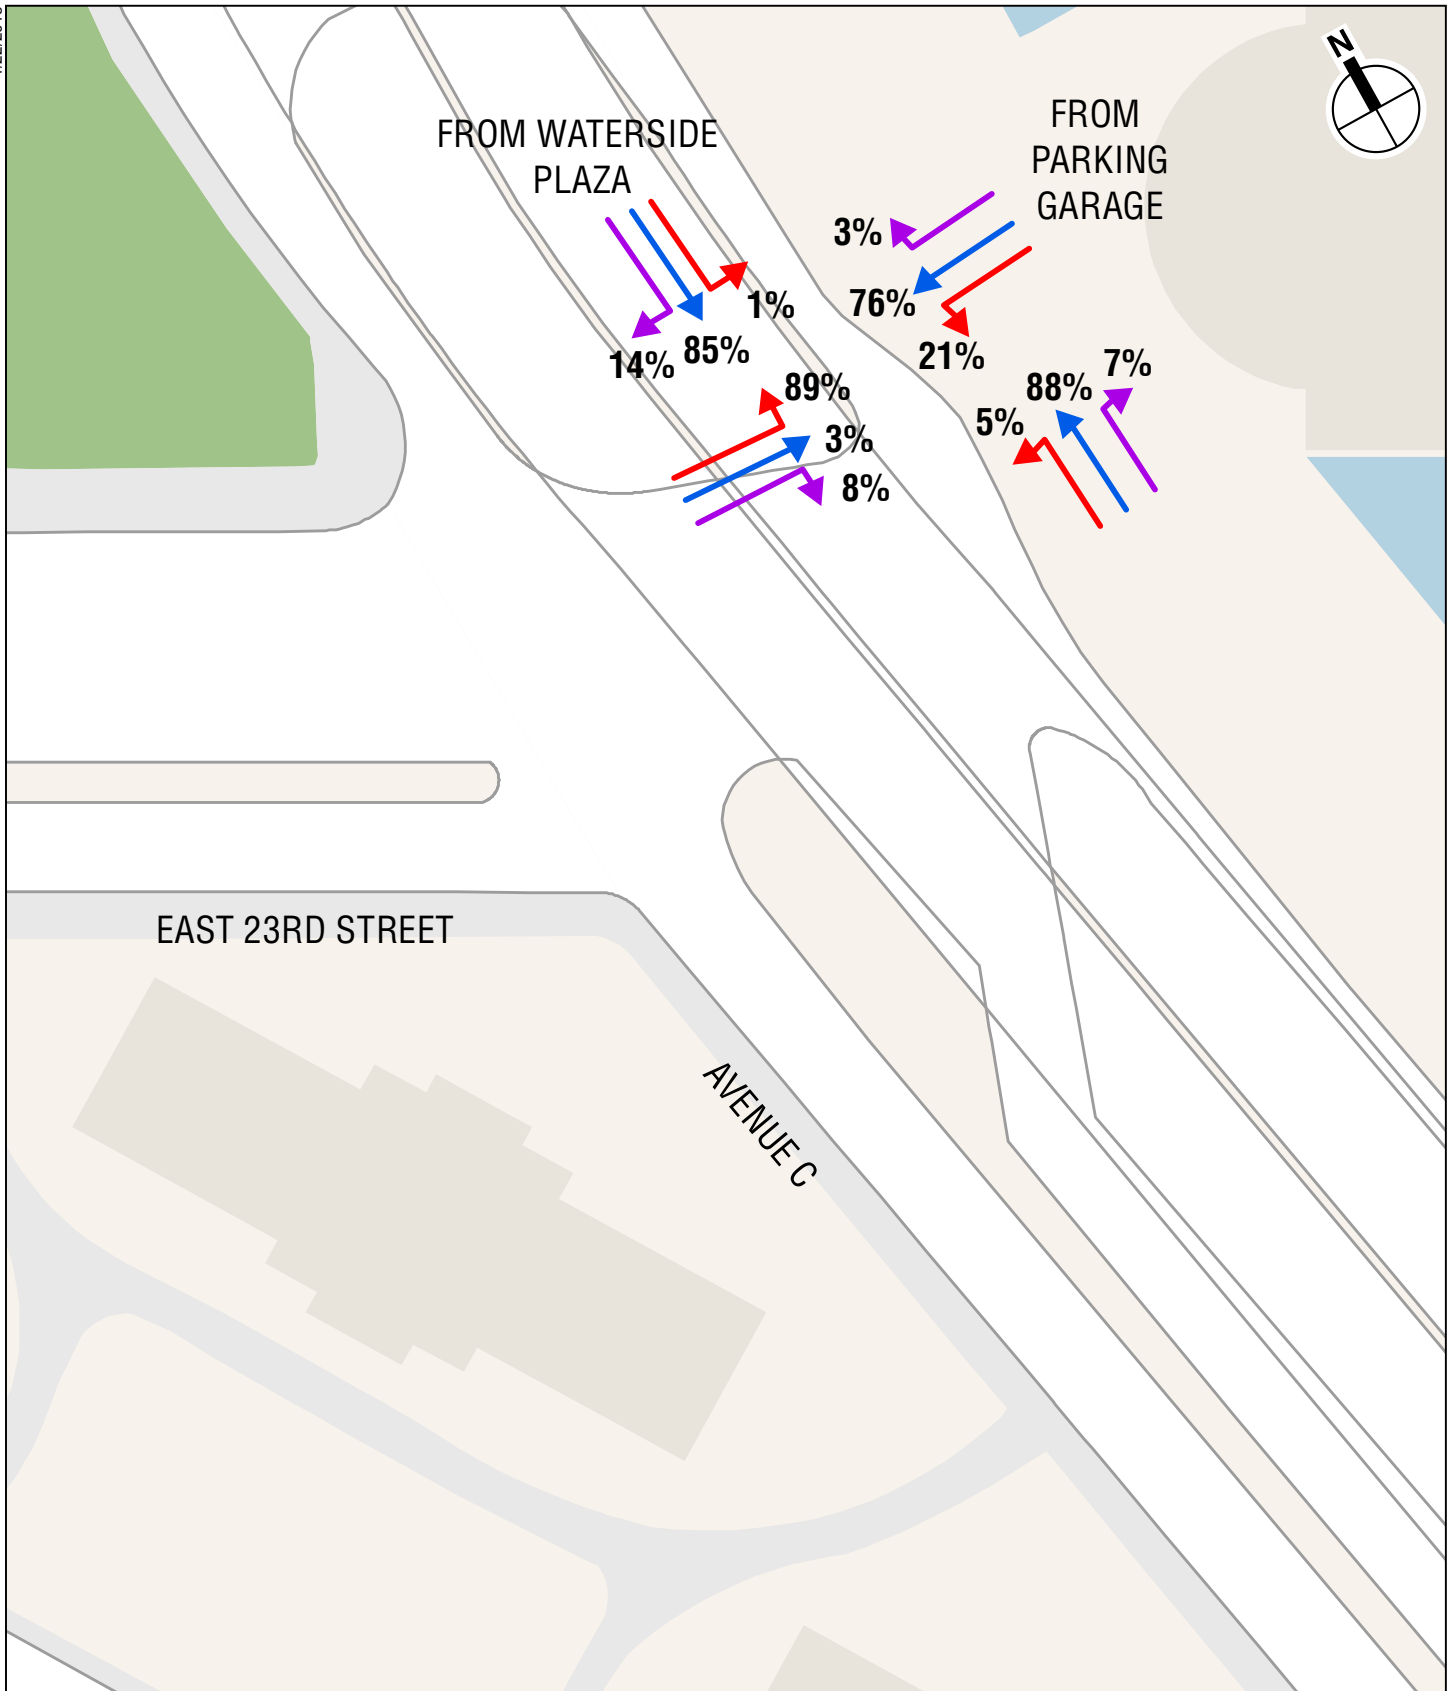 N
FROM WATERSIDE
PLAZA
FROM
PARKING
GARAGE
3%
76%
21%
1%
85%
14%
89%
3%
8%
7%
88%
5%
EAST 23RD STREET
AVENUE C